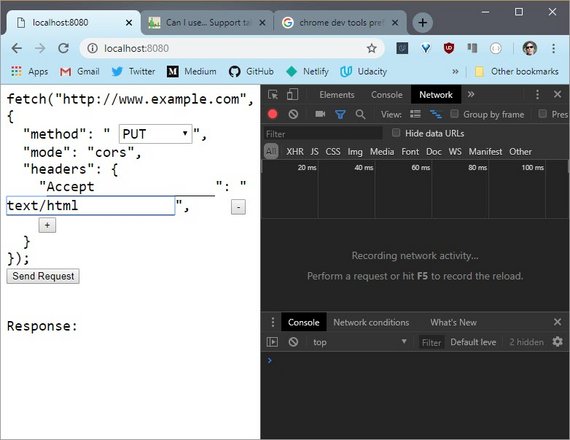 localhost:8080
Can I use... Support tal
chrome dev tools pref
localhost:8080
Apps Gmail Twitter Medium GitHub Netlify Udacity » Other bookmarks
fetch("http://www.example.com",
{
"method": " PUT ",
"mode": "cors",
"headers": {
"Accept ": "
text/html ", -
+
}
});
Send Request
Response:
Elements Console Network »
View: Group by frame Pres
Filter Hide data URLs
All XHR JS CSS Img Media Font Doc WS Manifest Other
20 ms 40 ms 60 ms 80 ms 100 ms
Recording network activity…
Perform a request or hit F5 to record the reload.
Console Network conditions What's New
top Filter Default leve 2 hidden